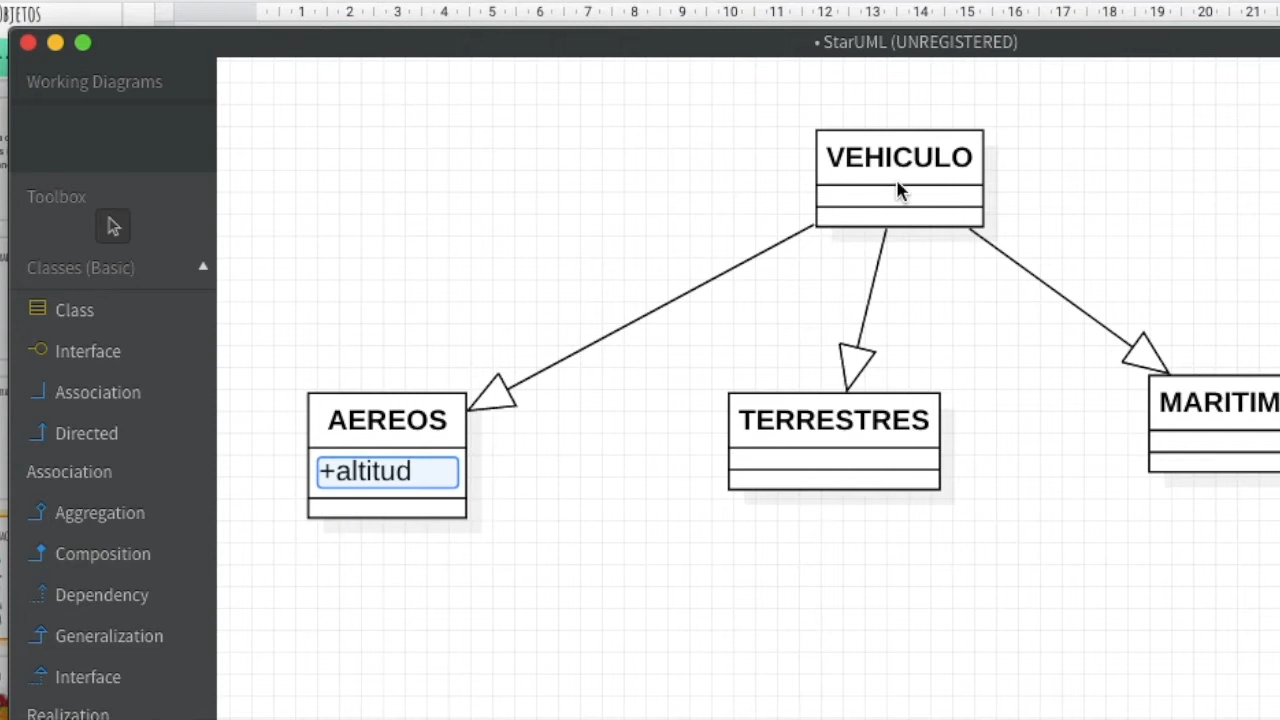 BJETOS
1 2 3 4 5 6 7 8 9 10 11 12 13 14 15 16 17 18 19 20 21
• StarUML (UNREGISTERED)
Working Diagrams
Toolbox
Classes (Basic)
Class
Interface
Association
Directed
Association
Aggregation
Composition
Dependency
Generalization
Interface
Realization
VEHICULO
AEREOS
+altitud
TERRESTRES
MARITIM